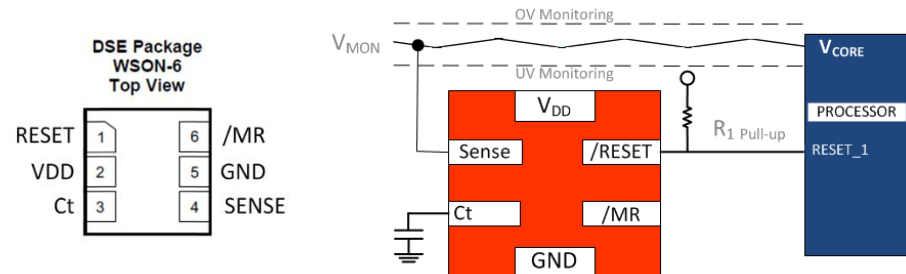 DSE Package
WSON-6
Top View
RESET 1 6 /MR
VDD 2 5 GND
Ct 3 4 SENSE
OV Monitoring
VMON
VCORE
UV Monitoring
VDD
PROCESSOR
R1 Pull-up
Sense /RESET
RESET_1
Ct /MR
GND